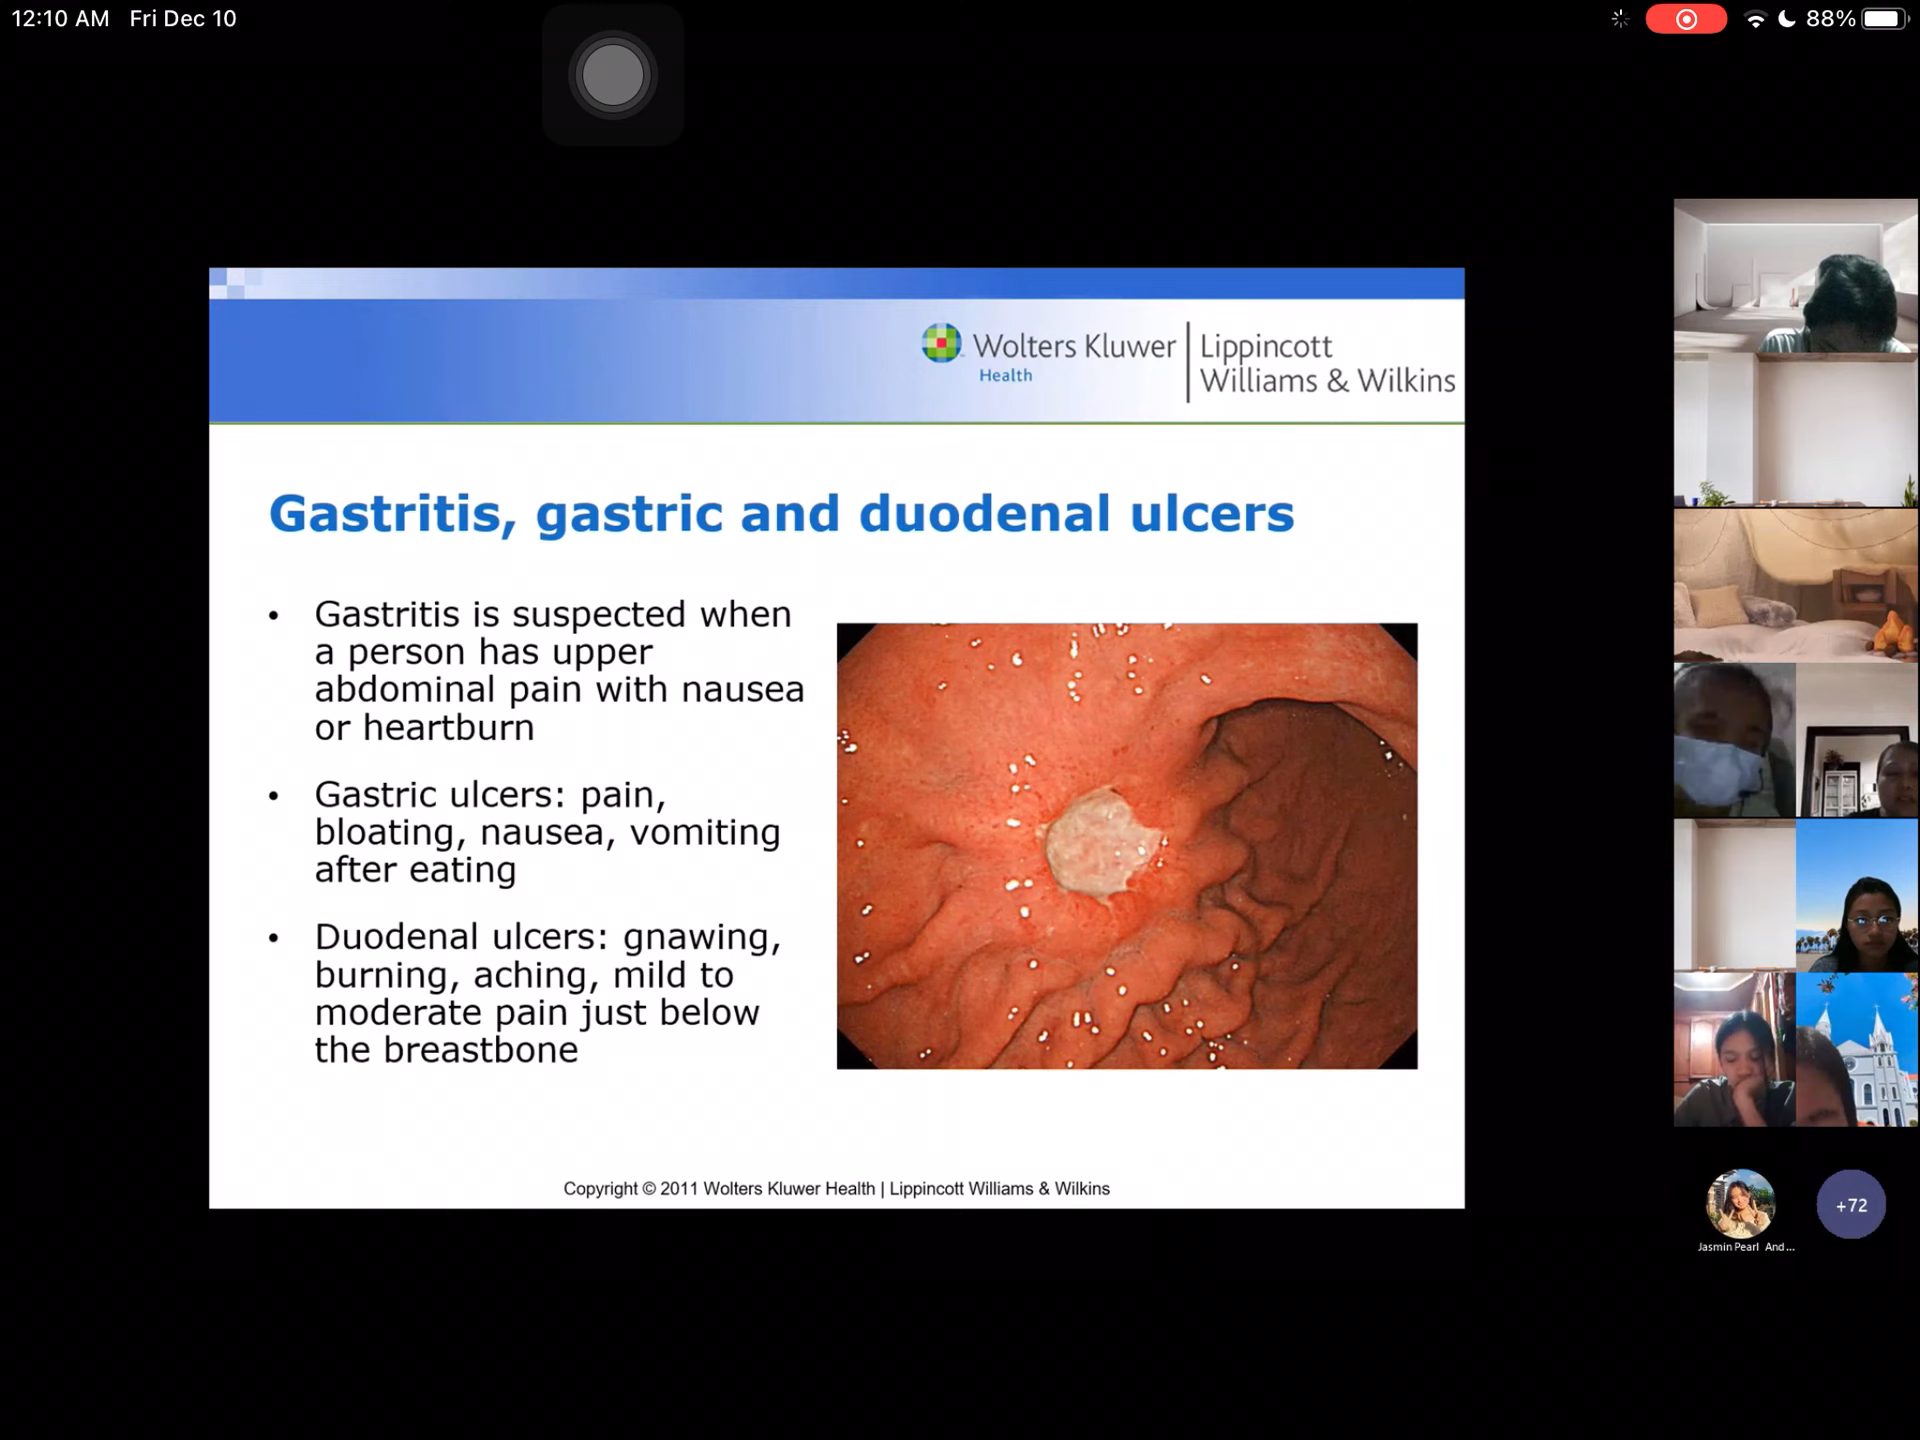 12:10 AM Fri Dec 10
88%
Wolters Kluwer
Health
Lippincott
Williams & Wilkins
Gastritis, gastric and duodenal ulcers
• Gastritis is suspected when
a person has upper
abdominal pain with nausea
or heartburn
• Gastric ulcers: pain,
bloating, nausea, vomiting
after eating
• Duodenal ulcers: gnawing,
burning, aching, mild to
moderate pain just below
the breastbone
Copyright © 2011 Wolters Kluwer Health | Lippincott Williams & Wilkins
+72
Jasmin Pearl And...